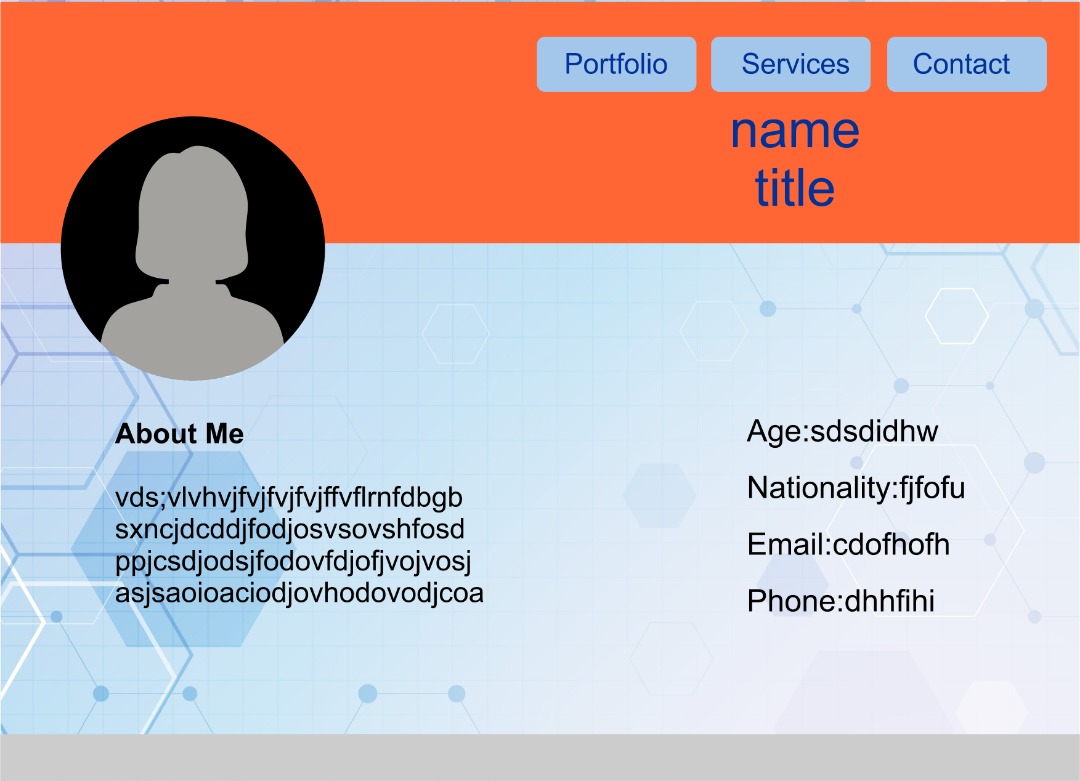 Portfolio Services Contact
name
title
About Me
vds;vlvhvjfvjfvjfvjffvflrnfdbgb
sxncjdcddjfodjosvsovshfosd
ppjcsdjodsjfodovfdjofjvojvosj
asjsaoioaciodjovhodovodjcoa
Age:sdsdidhw
Nationality:fjfofu
Email:cdofhofh
Phone:dhhfihi